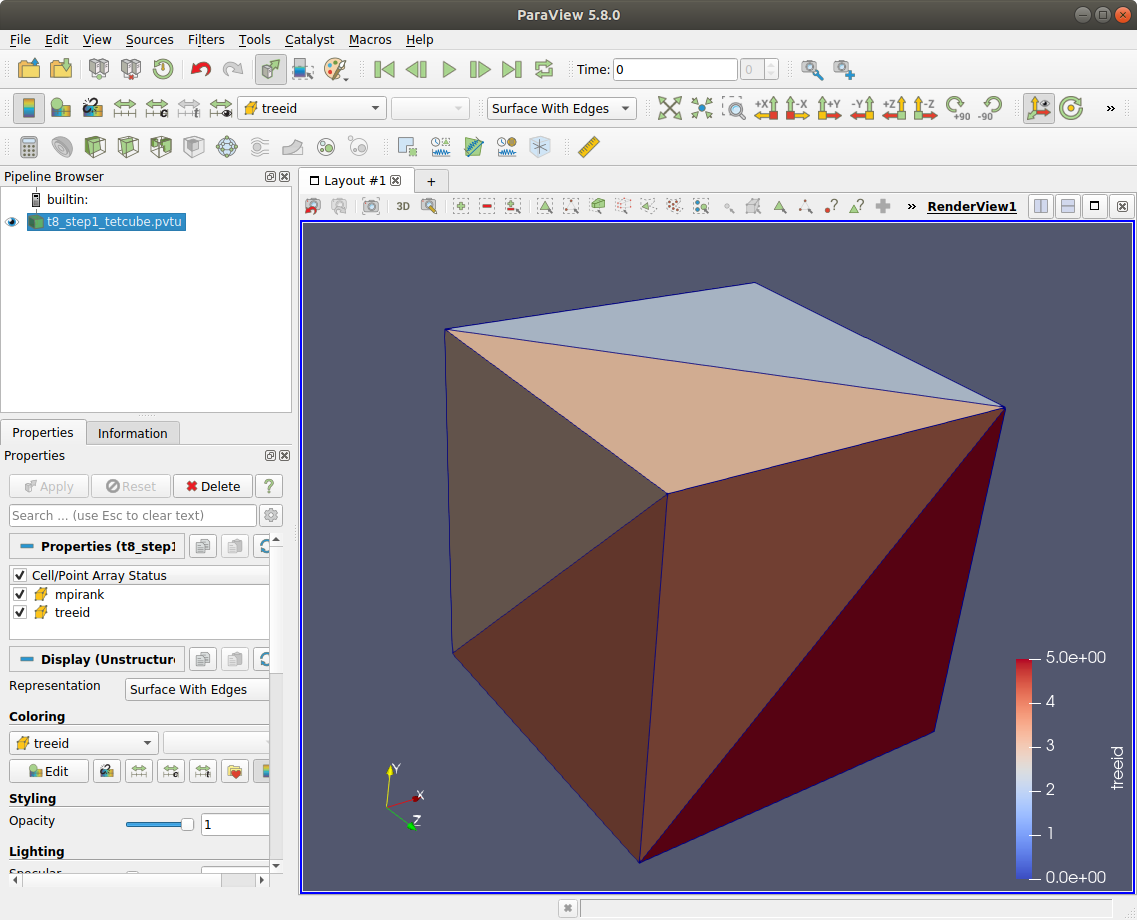 ParaView 5.8.0
File Edit View Sources Filters Tools Catalyst Macros Help
Time: 0 0
treeid Surface With Edges +X -X +Y -Y +Z -Z +90 -90 »
Pipeline Browser
builtin:
t8_step1_tetcube.pvtu
Layout #1 +
3D » RenderView1
Properties Information
Properties
Apply Reset Delete ?
Search ... (use Esc to clear text)
Properties (t8_step1
Cell/Point Array Status
mpirank
treeid
Display (Unstructure
Representation Surface With Edges
Coloring
treeid
Edit
Styling
Opacity 1
Lighting
Specular
Y
X
Z
5.0e+00
4
3
2
1
0.0e+00
treeid